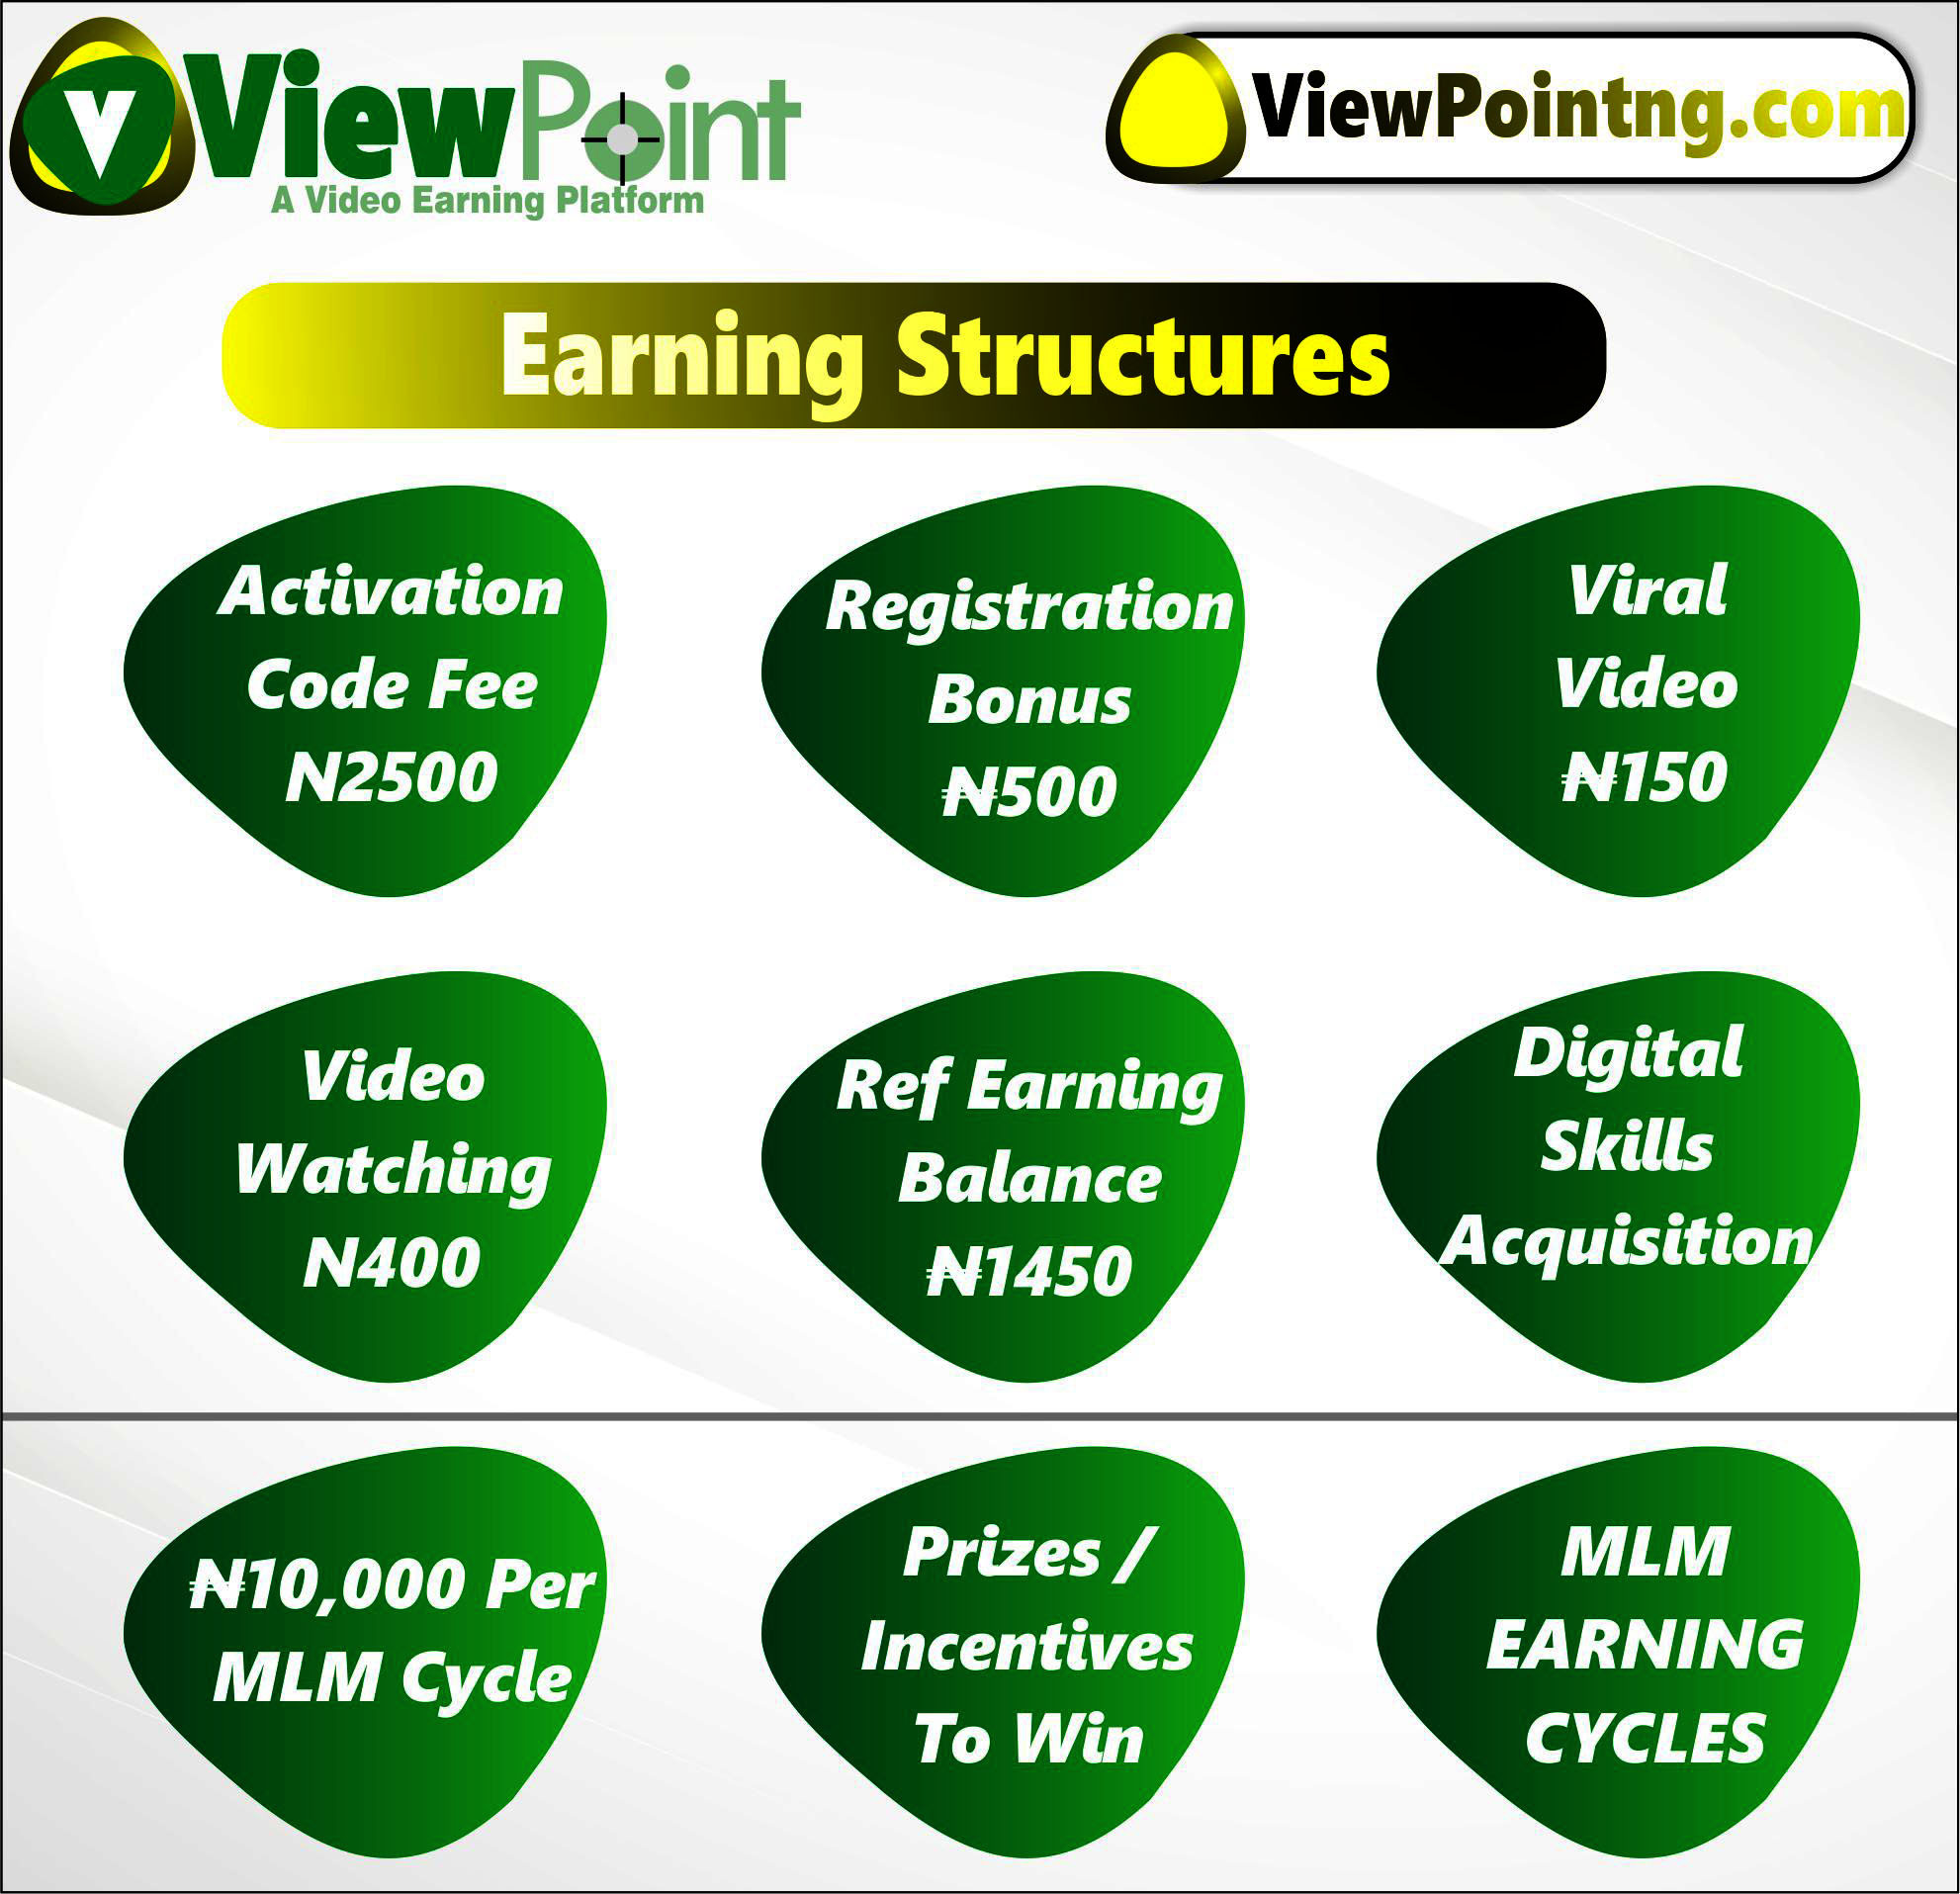 V
ViewPoint
A Video Earning Platform
ViewPointng.com
Earning Structures
Activation
Code Fee
N2500
Registration
Bonus
₦500
Viral
Video
₦150
Video
Watching
N400
Ref Earning
Balance
₦1450
Digital
Skills
Acquisition
₦10,000 Per
MLM Cycle
Prizes /
Incentives
To Win
MLM
EARNING
CYCLES